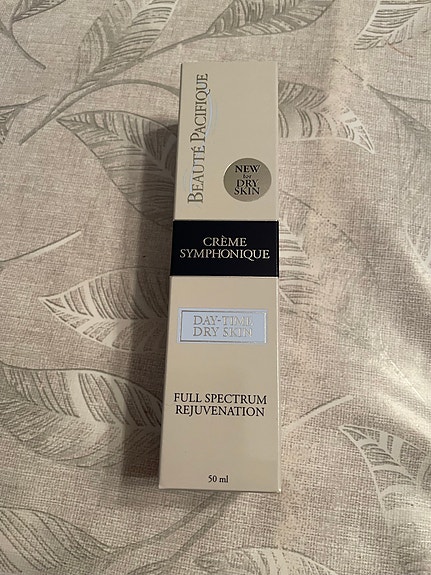 BEAUTÉ PACIFIQUE
NEW
for
DRY
SKIN
CRÈME
SYMPHONIQUE
DAY-TIME
DRY SKIN
FULL SPECTRUM
REJUVENATION
50 ml